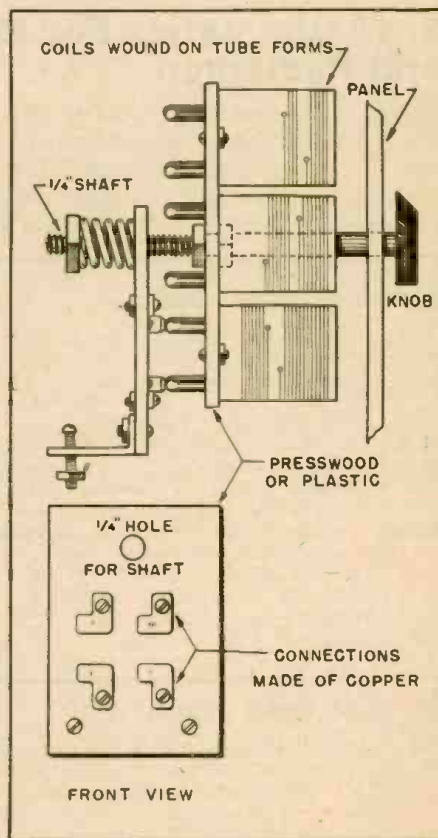 COILS WOUND ON TUBE FORMS
PANEL
1/4" SHAFT
KNOB
PRESSWOOD
OR PLASTIC
1/4" HOLE
FOR SHAFT
CONNECTIONS
MADE OF COPPER
FRONT VIEW